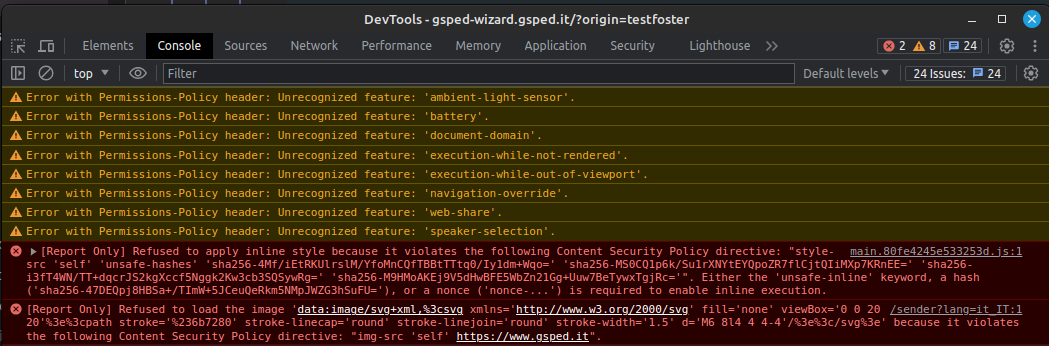 DevTools - gsped-wizard.gsped.it/?origin=testfoster
Elements Console Sources Network Performance Memory Application Security Lighthouse 2 8 24
top Filter Default levels 24 Issues: 24
Error with Permissions-Policy header: Unrecognized feature: 'ambient-light-sensor'.
Error with Permissions-Policy header: Unrecognized feature: 'battery'.
Error with Permissions-Policy header: Unrecognized feature: 'document-domain'.
Error with Permissions-Policy header: Unrecognized feature: 'execution-while-not-rendered'.
Error with Permissions-Policy header: Unrecognized feature: 'execution-while-out-of-viewport'.
Error with Permissions-Policy header: Unrecognized feature: 'navigation-override'.
Error with Permissions-Policy header: Unrecognized feature: 'web-share'.
Error with Permissions-Policy header: Unrecognized feature: 'speaker-selection'.
[Report Only] Refused to apply inline style because it violates the following Content Security Policy directive: "style- main.80fe4245e533253d.js:1
src 'self' 'unsafe-hashes' 'sha256-4Mf/iEtRKUlrslM/YfoMnCQfTBBtTTtq0/Iy1dm+Wqo=' 'sha256-MS0CQ1p6k/Su1rXNYtEYQpoZR7flCjtQiMXp7KRnEE=' 'sha256-
i3fT4WN/TT+dqcrJS2kgXccf5Nggk2Kw3cb3SQSywRg=' 'sha256-M9HMoAKEj9V5dHwBFE5WbZn21Gg+Uuw7BeTywxTgjRc='". Either the 'unsafe-inline' keyword, a hash
('sha256-47DEQpj8HBSa+/TImW+5JCeuQeRkm5NMpJWZG3hSuFU='), or a nonce ('nonce-...') is required to enable inline execution.
[Report Only] Refused to load the image 'data:image/svg+xml,%3csvg xmlns='http://www.w3.org/2000/svg' fill='none' viewBox='0 0 20 /sender?lang=it_IT:1
20'%3e%3cpath stroke='%236b7280' stroke-linecap='round' stroke-linejoin='round' stroke-width='1.5' d='M6 8l4 4 4-4'/%3e%3c/svg%3e' because it violates
the following Content Security Policy directive: "img-src 'self' https://www.gsped.it".